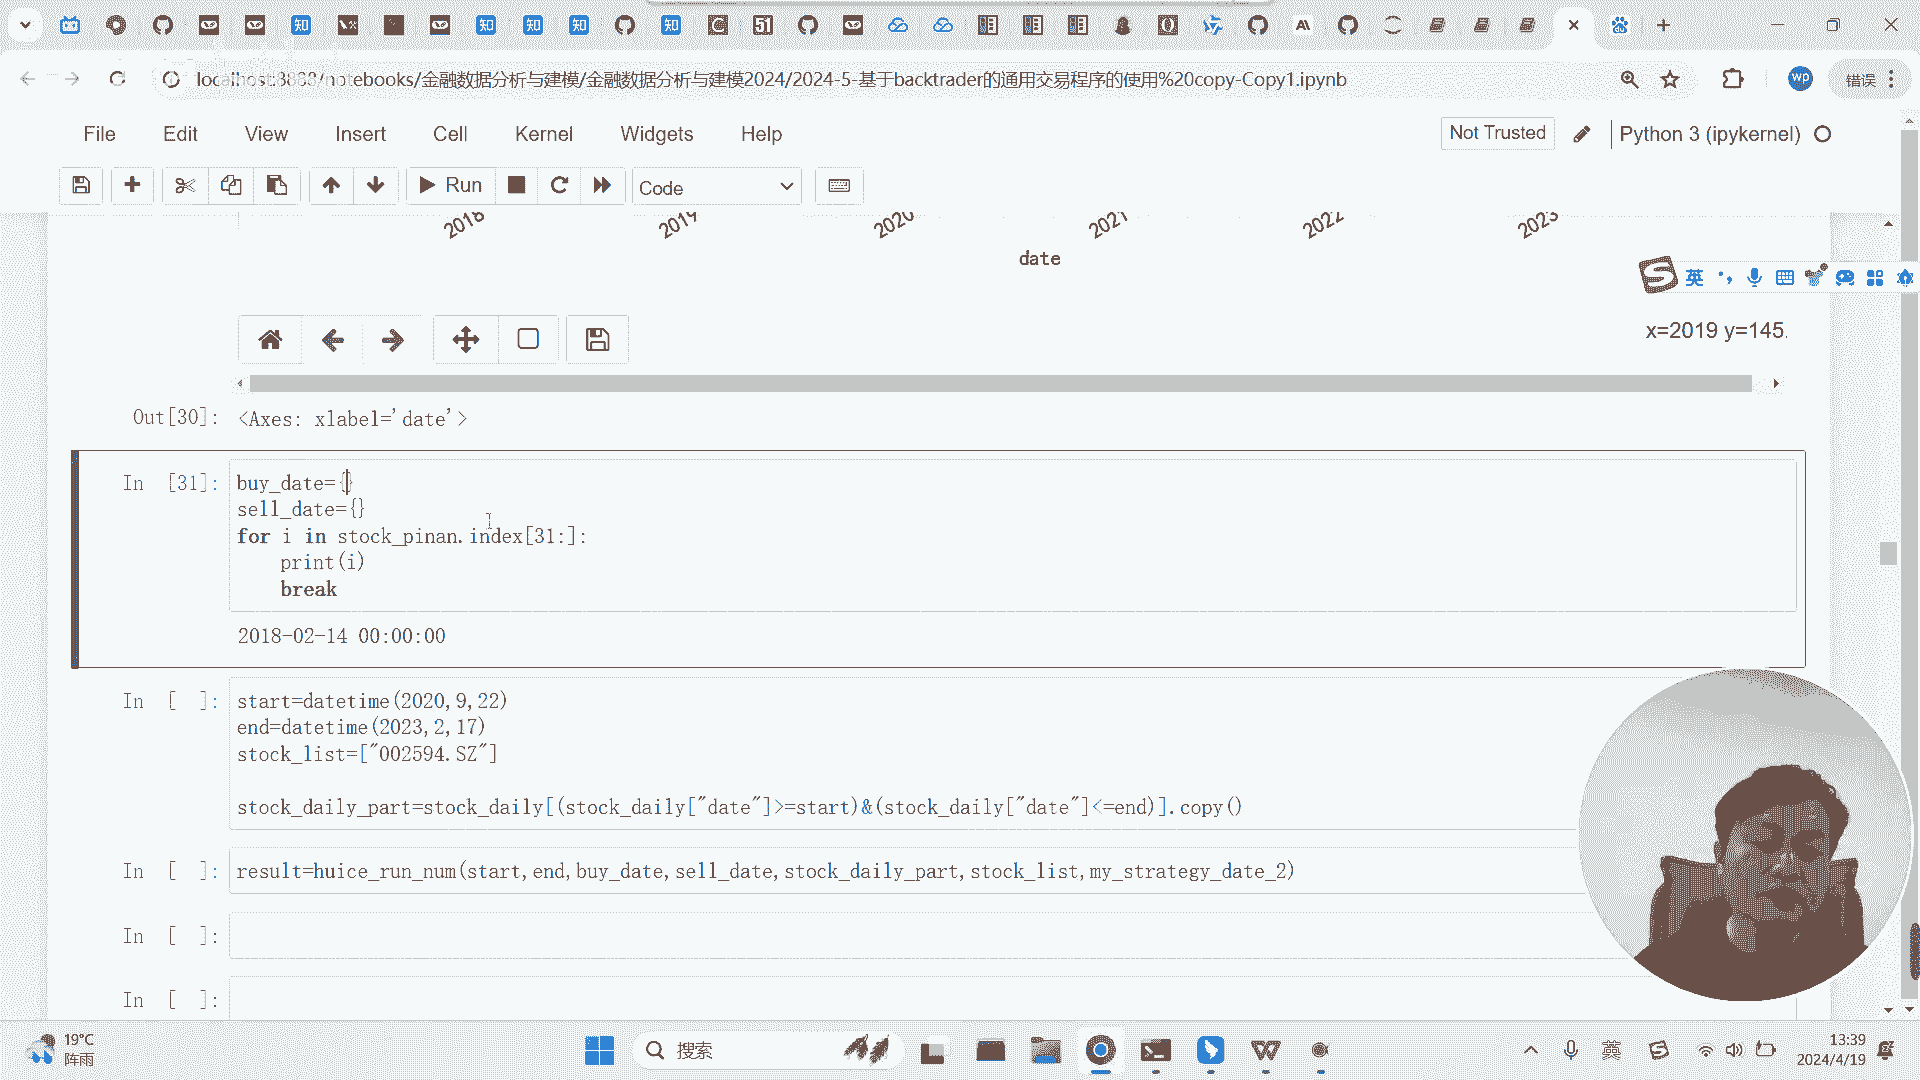 localhost:8888/notebooks/金融数据分析与建模/金融数据分析与建模2024/2024-5-基于backtrader的通用交易程序的使用%20copy-Copy1.ipynb
wp
错误
File Edit View Insert Cell Kernel Widgets Help
Not Trusted
Python 3 (ipykernel)
Run
Code
2018 2019 2020 2021 2022 2023
date
英
x=2019 y=145.
Out[30]: <Axes: xlabel='date'>
In [31]: buy_date={}
sell_date={}
for i in stock_pinan.index[31:]:
    print(i)
    break
2018-02-14 00:00:00
In [ ]: start=datetime(2020,9,22)
end=datetime(2023,2,17)
stock_list=["002594.SZ"]
stock_daily_part=stock_daily[(stock_daily["date"]>=start)&(stock_daily["date"]<=end)].copy()
In [ ]: result=huice_run_num(start,end,buy_date,sell_date,stock_daily_part,stock_list,my_strategy_date_2)
In [ ]:
In [ ]:
19°C
阵雨
搜索
英
13:39
2024/4/19